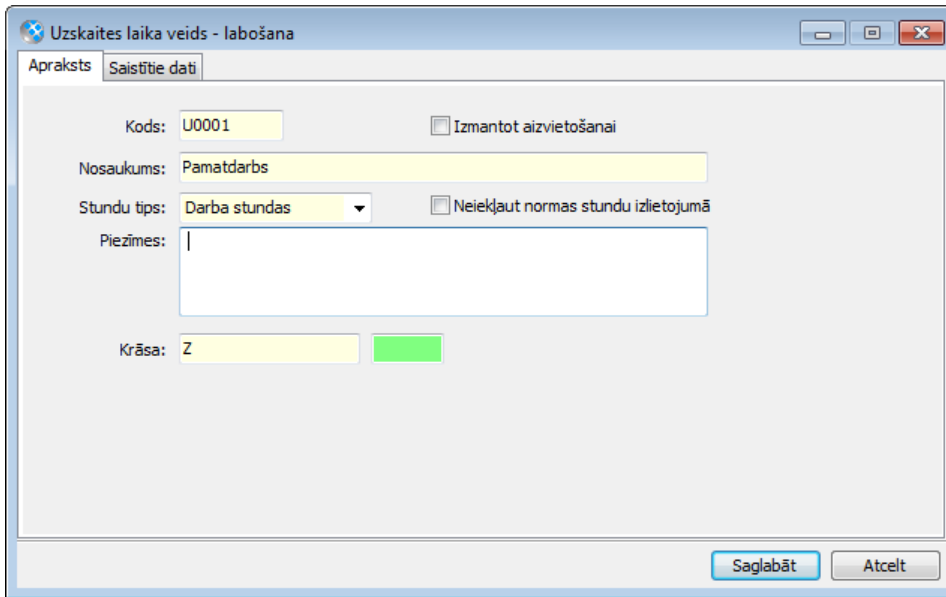 Uzskaites laika veids - labošana
Apraksts Saistītie dati
Kods: U0001 Izmantot aizvietošanai
Nosaukums: Pamatdarbs
Stundu tips: Darba stundas Neiekļaut normas stundu izlietojumā
Piezīmes:
Krāsa: Z
Saglabāt Atcelt